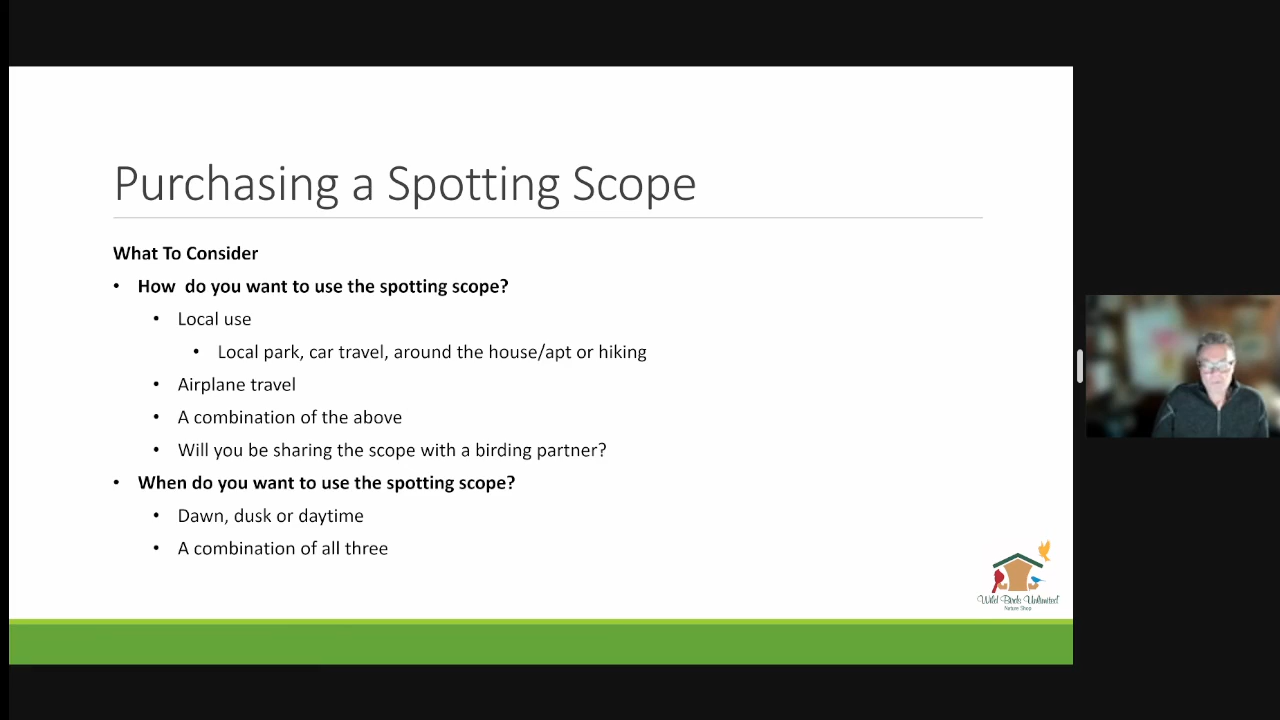 Purchasing a Spotting Scope
What To Consider
• How  do you want to use the spotting scope?
• Local use
• Local park, car travel, around the house/apt or hiking
• Airplane travel
• A combination of the above
• Will you be sharing the scope with a birding partner?
• When do you want to use the spotting scope?
• Dawn, dusk or daytime
• A combination of all three
Wild Birds Unlimited
Nature Shop